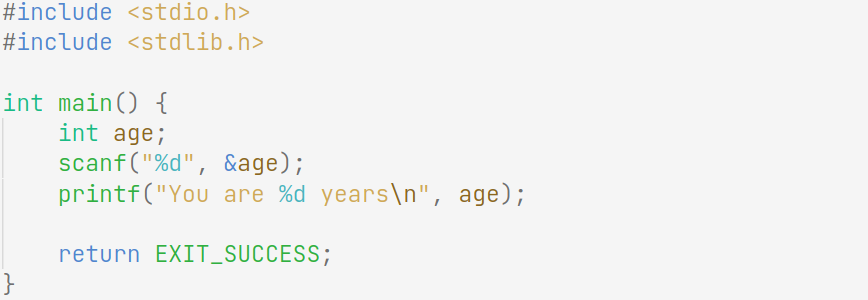 #include <stdio.h>
#include <stdlib.h>

int main() {
    int age;
    scanf("%d", &age);
    printf("You are %d years\n", age);

    return EXIT_SUCCESS;
}